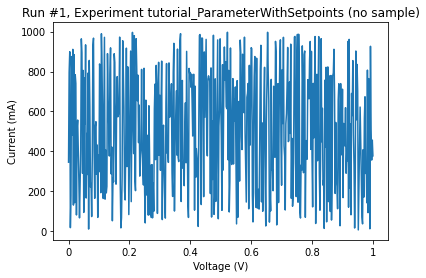 Run #1, Experiment tutorial_ParameterWithSetpoints (no sample)
1000
800
600
400
200
0
Current (mA)
0 0.2 0.4 0.6 0.8 1
Voltage (V)